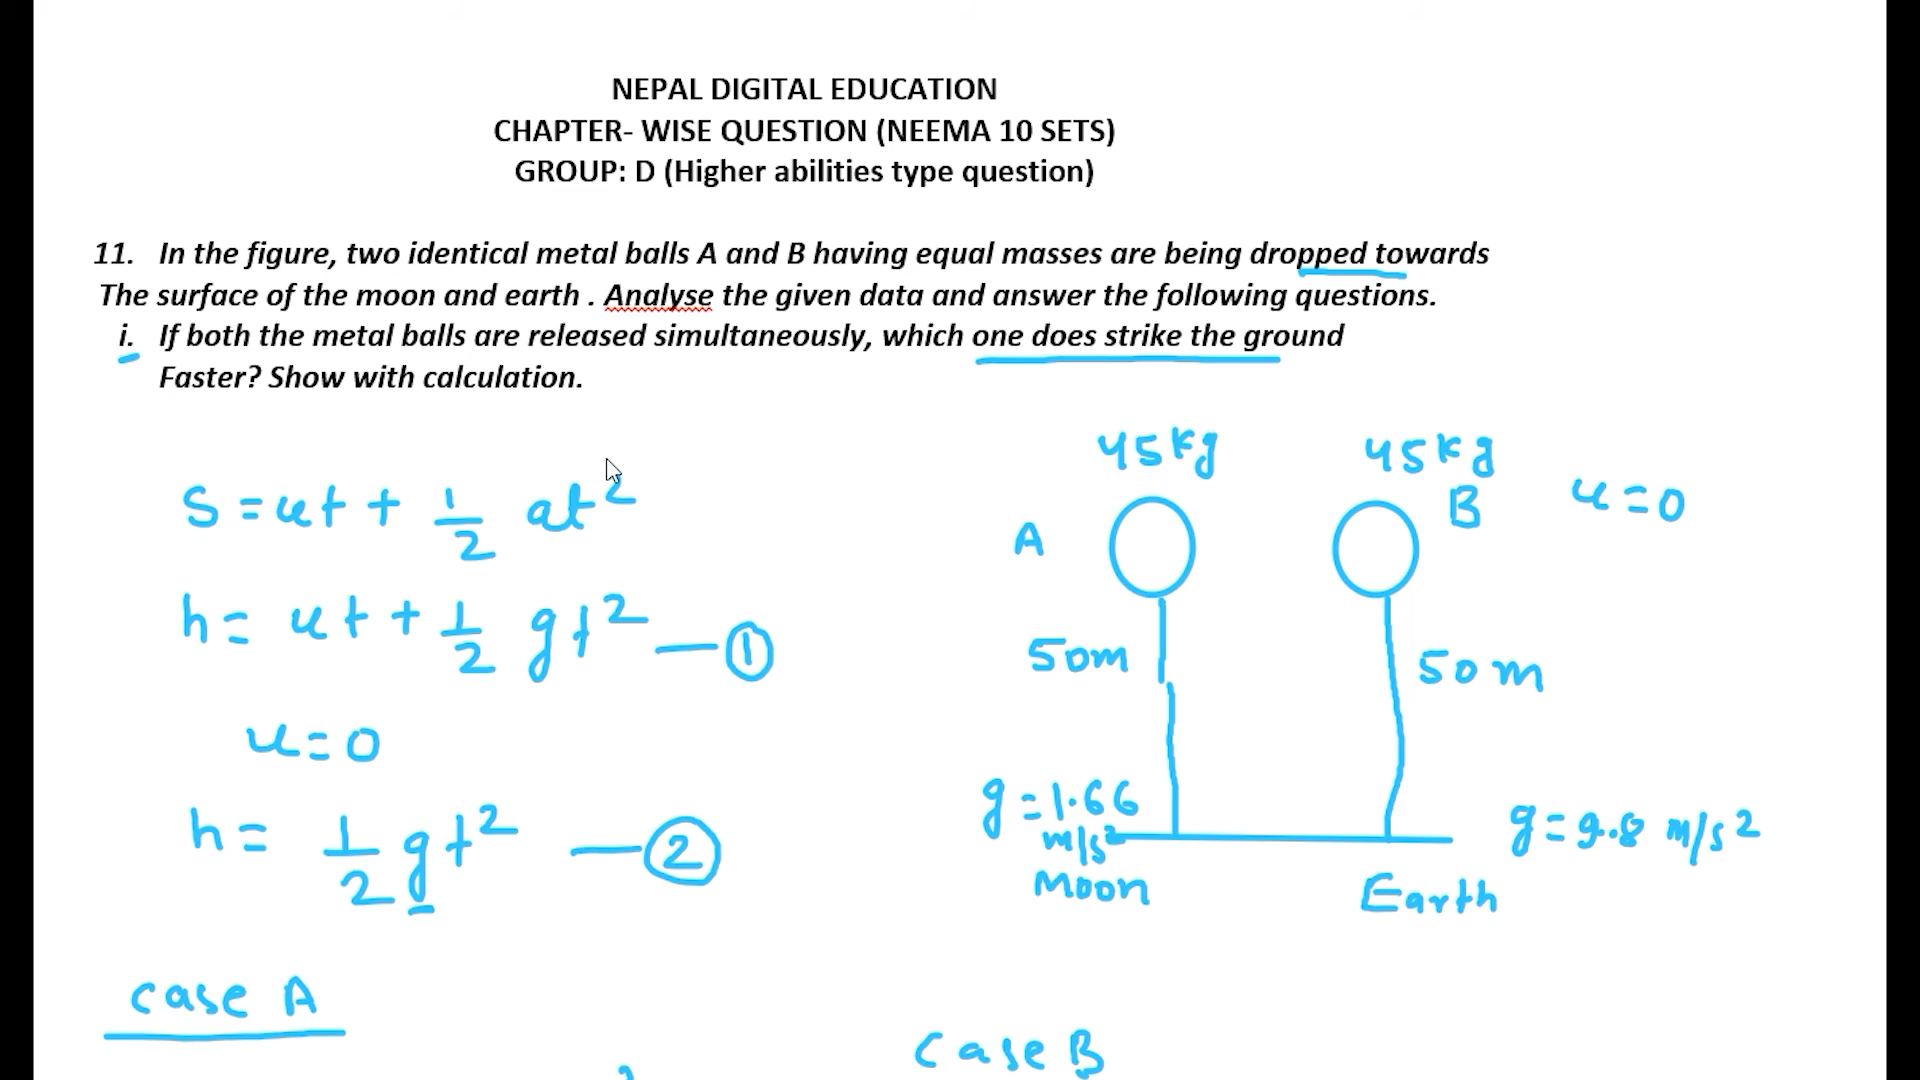 NEPAL DIGITAL EDUCATION
CHAPTER- WISE QUESTION (NEEMA 10 SETS)
GROUP: D (Higher abilities type question)
11. In the figure, two identical metal balls A and B having equal masses are being dropped towards
The surface of the moon and earth . Analyse the given data and answer the following questions.
i. If both the metal balls are released simultaneously, which one does strike the ground
Faster? Show with calculation.
S = ut + 1/2 at²
h = ut + 1/2 gt² — ①
u = 0
h = 1/2 gt² — ②
45kg
45kg
A
B
u = 0
50m
50m
g = 1.66
m/s²
Moon
g = 9.8 m/s²
Earth
case A
case B